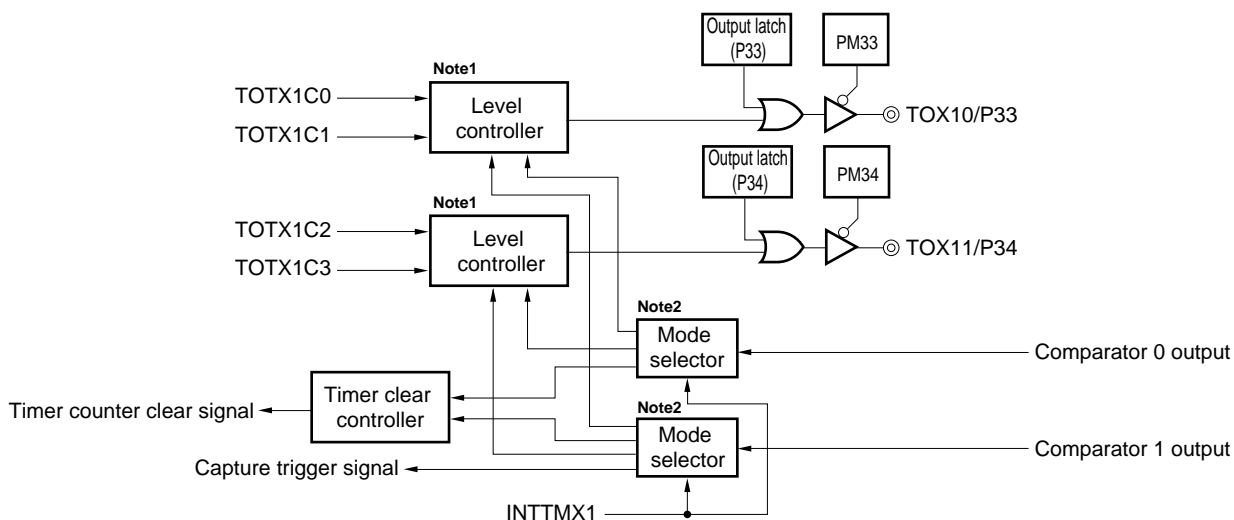 Output latch
(P33)
PM33
Note1
TOTX1C0
Level
controller
TOX10/P33
TOTX1C1
Output latch
(P34)
PM34
Note1
TOTX1C2
Level
controller
TOX11/P34
TOTX1C3
Note2
Mode
selector
Comparator 0 output
Timer clear
controller
Timer counter clear signal
Note2
Mode
selector
Comparator 1 output
Capture trigger signal
INTTMX1